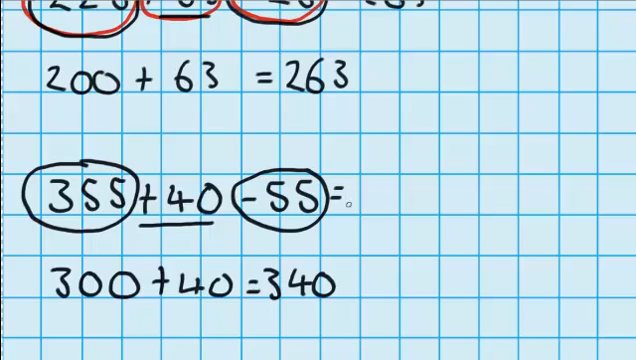 200 + 63 = 263
355 + 40 - 55 =
300 + 40 = 340